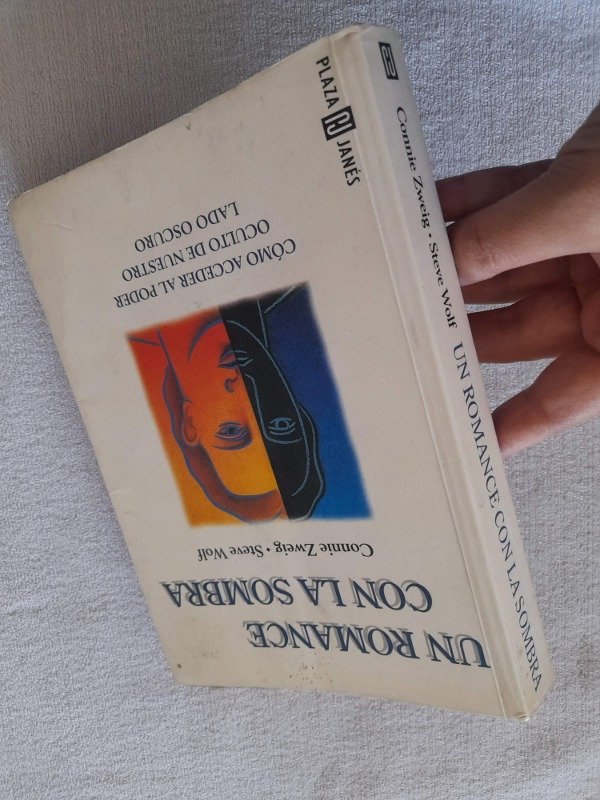 UN ROMANCE
CON LA SOMBRA
Connie Zweig · Steve Wolf
CÓMO ACCEDER AL PODER
OCULTO DE NUESTRO
LADO OSCURO
PLAZA JANÉS
Connie Zweig · Steve Wolf UN ROMANCE CON LA SOMBRA